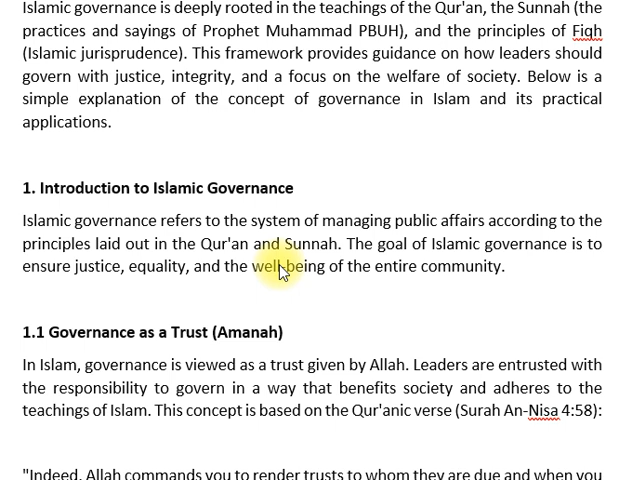 Islamic governance is deeply rooted in the teachings of the Qur'an, the Sunnah (the
practices and sayings of Prophet Muhammad PBUH), and the principles of Fiqh
(Islamic jurisprudence). This framework provides guidance on how leaders should
govern with justice, integrity, and a focus on the welfare of society. Below is a
simple explanation of the concept of governance in Islam and its practical
applications.
1. Introduction to Islamic Governance
Islamic governance refers to the system of managing public affairs according to the
principles laid out in the Qur'an and Sunnah. The goal of Islamic governance is to
ensure justice, equality, and the well-being of the entire community.
1.1 Governance as a Trust (Amanah)
In Islam, governance is viewed as a trust given by Allah. Leaders are entrusted with
the responsibility to govern in a way that benefits society and adheres to the
teachings of Islam. This concept is based on the Qur'anic verse (Surah An-Nisa 4:58):
"Indeed, Allah commands you to render trusts to whom they are due and when you